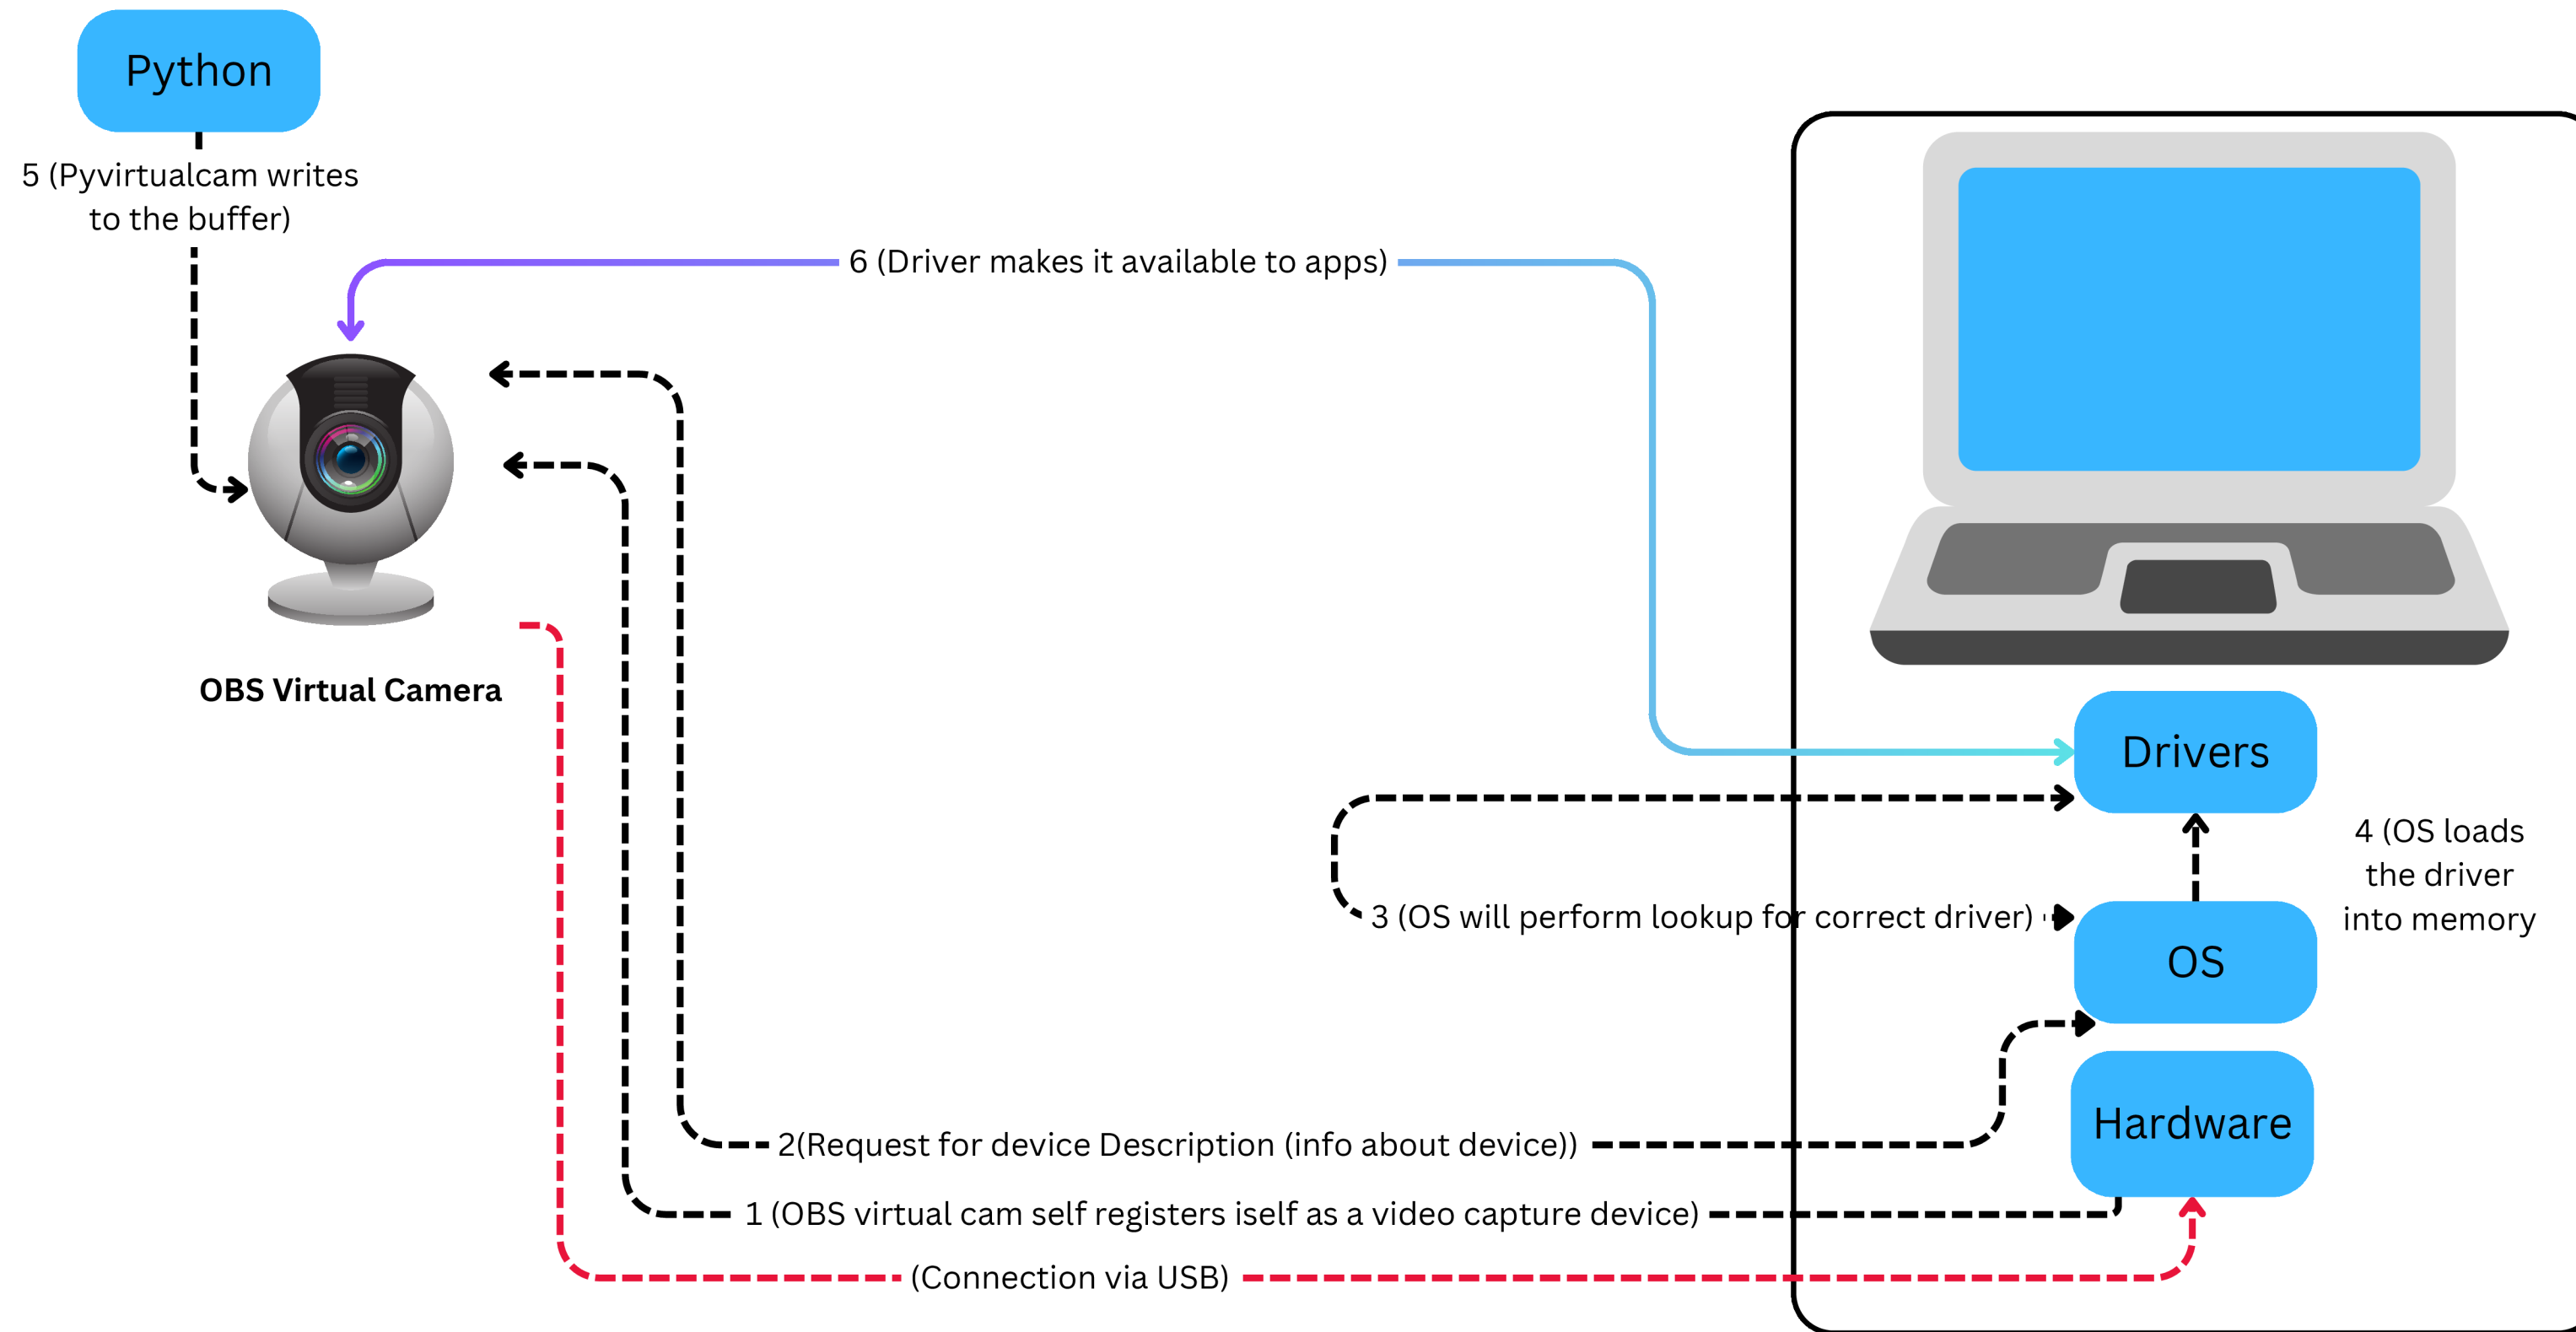 Python
5 (Pyvirtualcam writes
to the buffer)
6 (Driver makes it available to apps)
OBS Virtual Camera
Drivers
4 (OS loads
the driver
into memory
3 (OS will perform lookup for correct driver)
OS
Hardware
2(Request for device Description (info about device))
1 (OBS virtual cam self registers iself as a video capture device)
(Connection via USB)